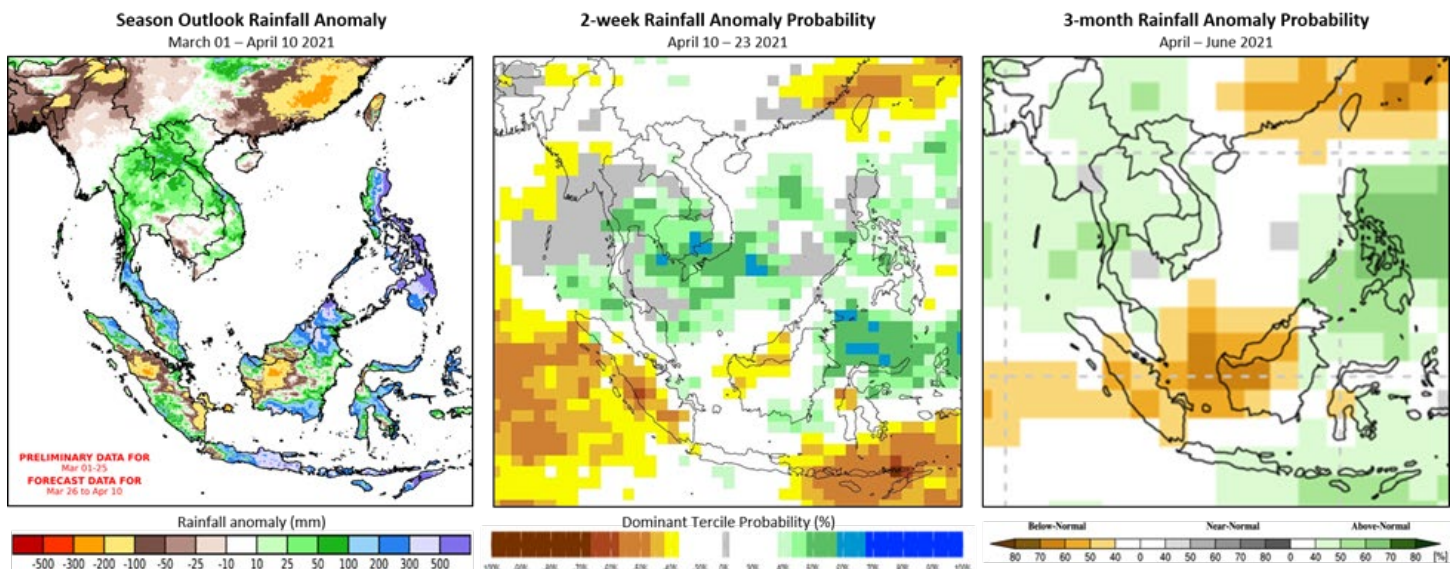 Season Outlook Rainfall Anomaly
March 01 – April 10 2021
PRELIMINARY DATA FOR
Mar 01-25
FORECAST DATA FOR
Mar 26 to Apr 10
Rainfall anomaly (mm)
-500 -300 -200 -100 -50 -25 -10 10 25 50 100 200 300 500
2-week Rainfall Anomaly Probability
April 10 – 23 2021
Dominant Tercile Probability (%)
3-month Rainfall Anomaly Probability
April – June 2021
Below-Normal Near-Normal Above-Normal
80 70 60 50 40 0 40 50 60 70 80 0 40 50 60 70 80 [%]